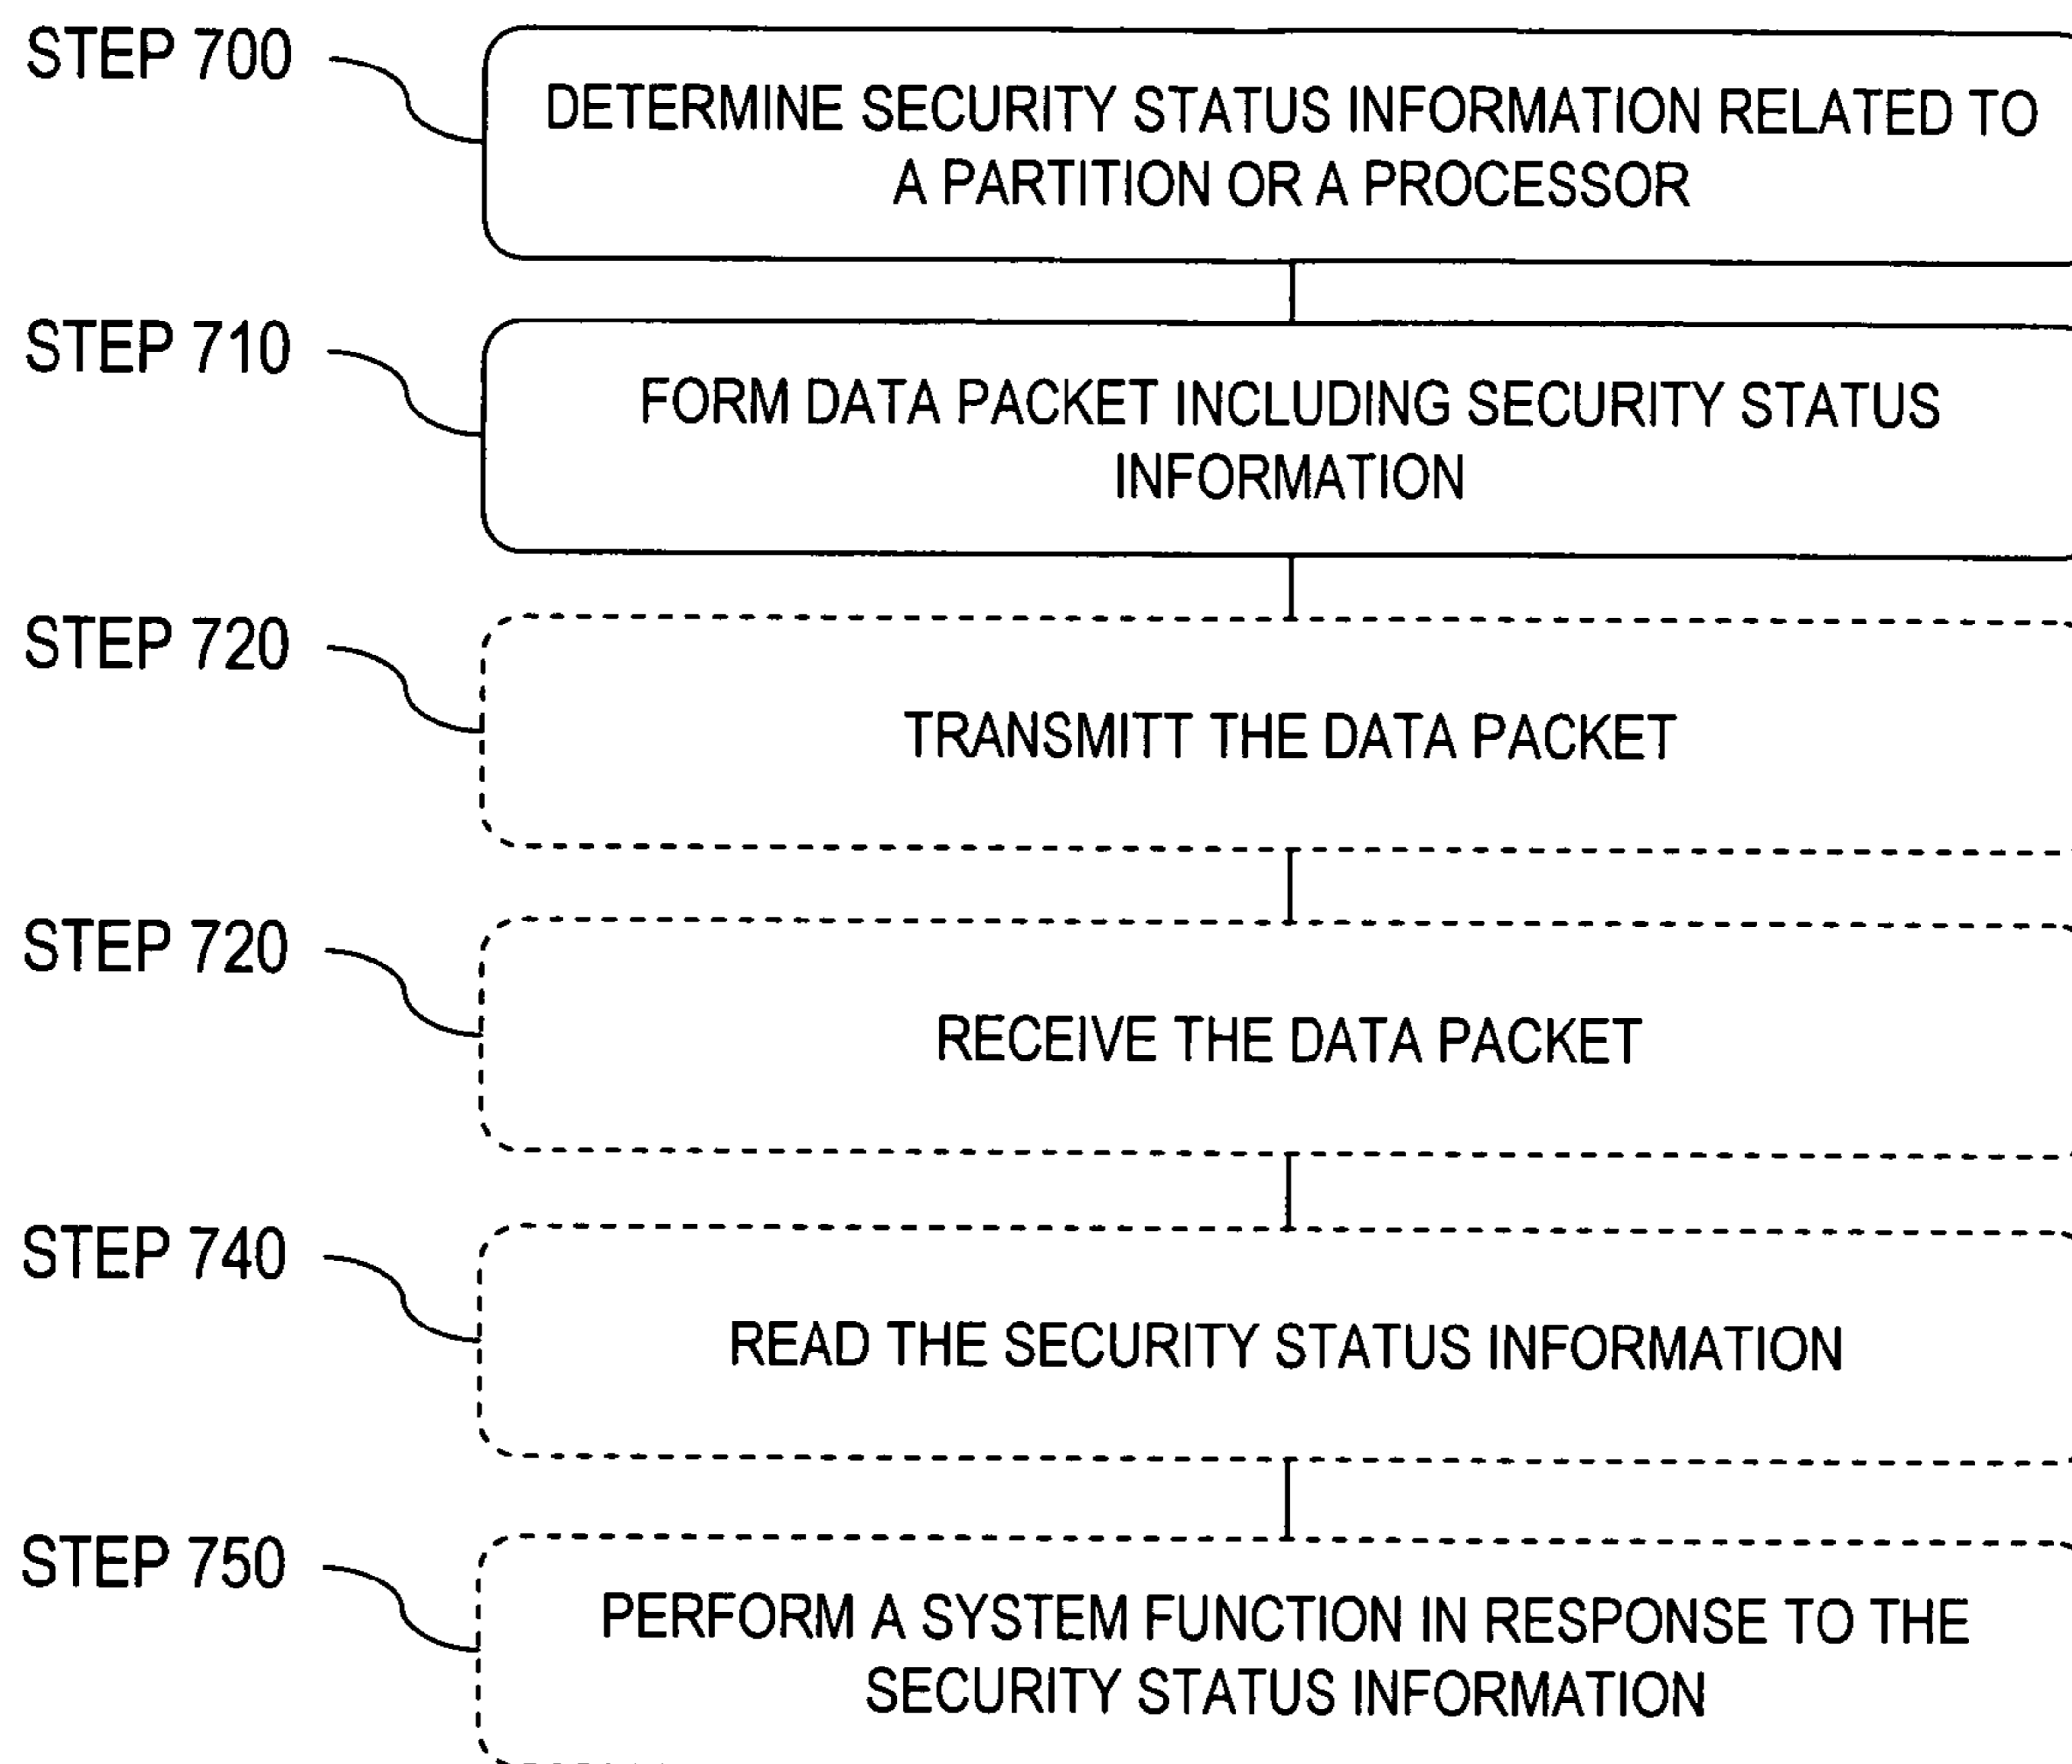 STEP 700
DETERMINE SECURITY STATUS INFORMATION RELATED TO
A PARTITION OR A PROCESSOR
STEP 710
FORM DATA PACKET INCLUDING SECURITY STATUS
INFORMATION
STEP 720
TRANSMITT THE DATA PACKET
STEP 720
RECEIVE THE DATA PACKET
STEP 740
READ THE SECURITY STATUS INFORMATION
STEP 750
PERFORM A SYSTEM FUNCTION IN RESPONSE TO THE
SECURITY STATUS INFORMATION